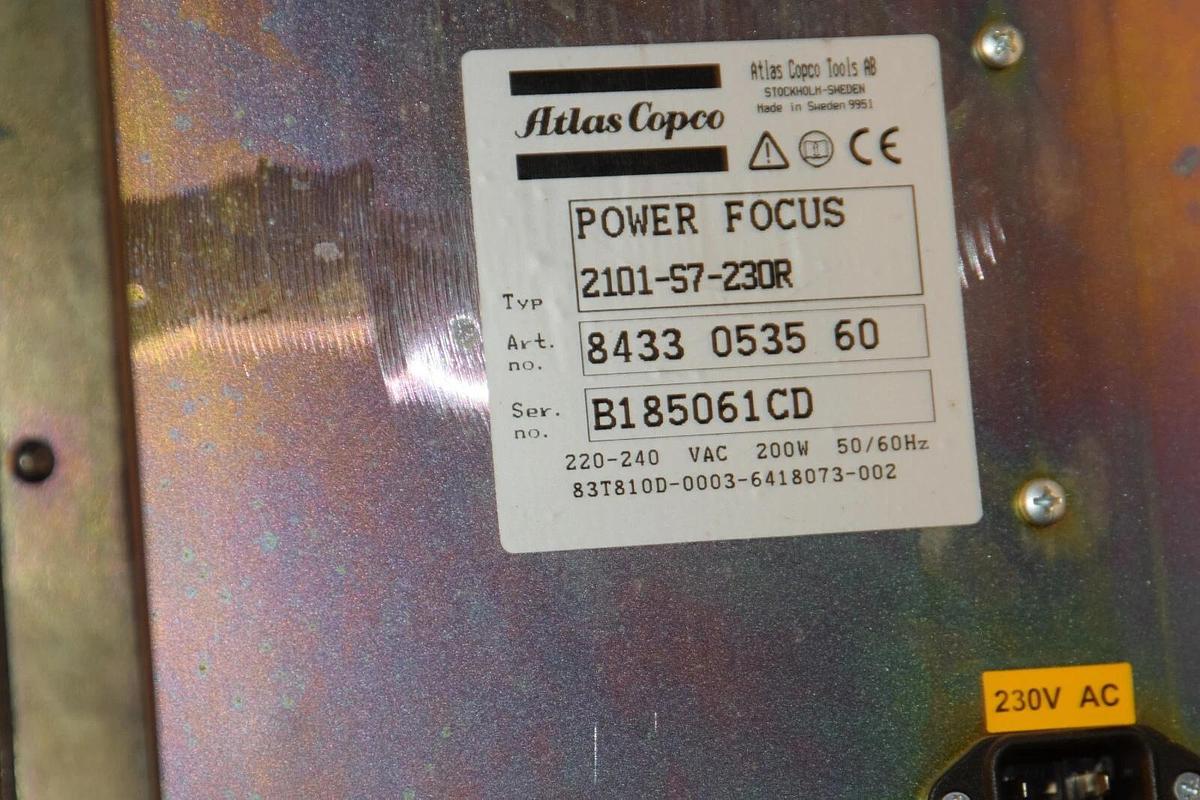 Atlas Copco
Atlas Copco Tools AB
STOCKHOLM-SWEDEN
Made in Sweden 9951
CE
POWER FOCUS
Typ 2101-S7-230R
Art. no. 8433 0535 60
Ser. no. B185061CD
220-240 VAC 200W 50/60Hz
83T810D-0003-6418073-002
230V AC